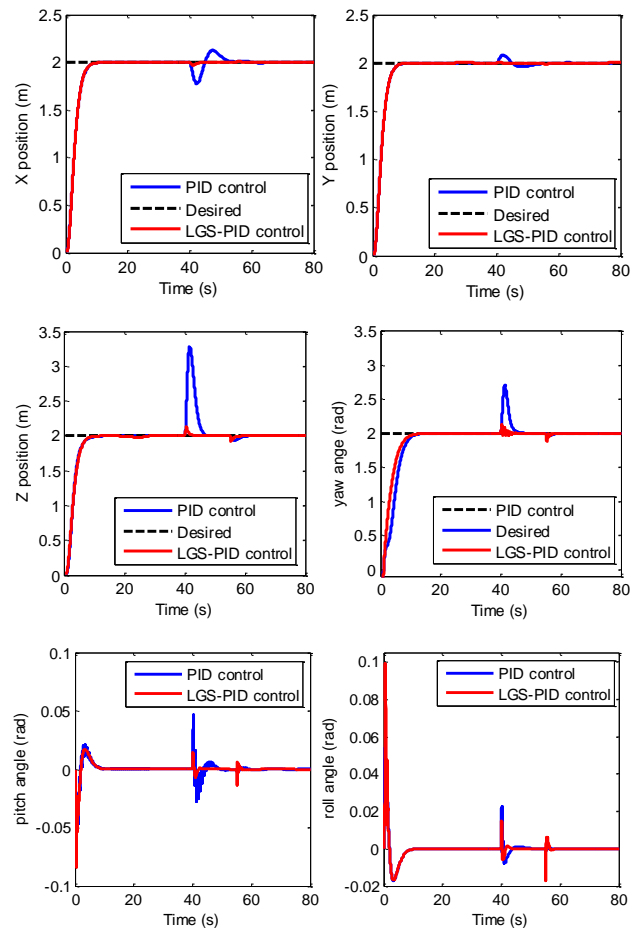 2.5
2
1.5
1
0.5
0
X position (m)
PID control
Desired
LGS-PID control
0 20 40 60 80
Time (s)
2.5
2
1.5
1
0.5
0
Y position (m)
PID control
Desired
LGS-PID control
0 20 40 60 80
Time (s)
3.5
3
2.5
2
1.5
1
0.5
0
Z position (m)
PID control
Desired
LGS-PID control
0 20 40 60 80
Time (s)
3.5
3
2.5
2
1.5
1
0.5
0
yaw ange (rad)
PID control
Desired
LGS-PID control
0 20 40 60 80
Time (s)
0.1
0.05
0
-0.05
-0.1
pitch angle (rad)
PID control
LGS-PID control
0 20 40 60 80
Time (s)
0.1
0.08
0.06
0.04
0.02
0
-0.02
roll angle (rad)
PID control
LGS-PID control
0 20 40 60 80
Time (s)